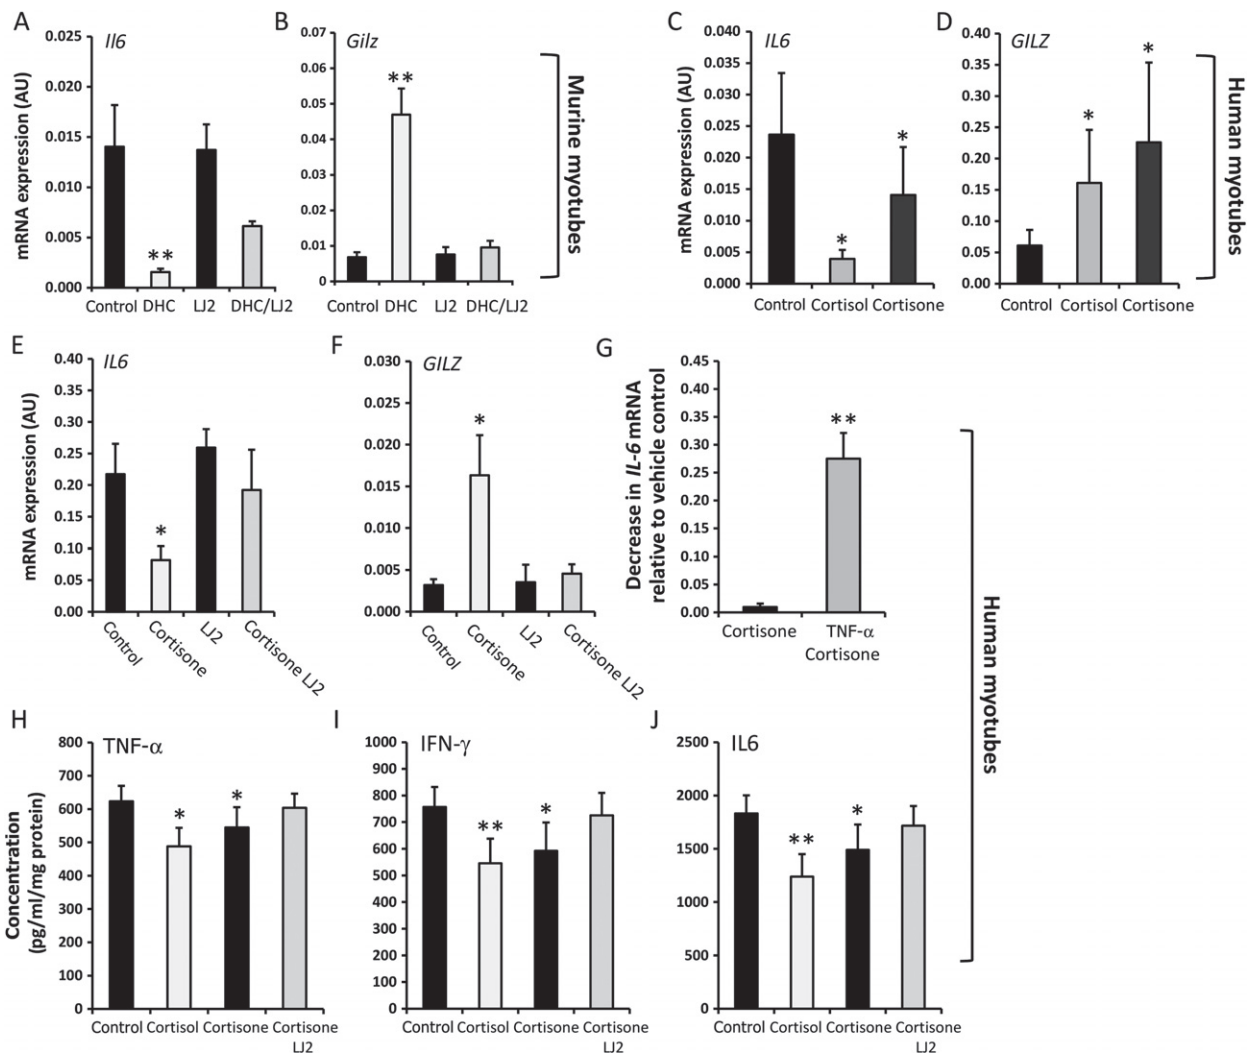 A
Il6
mRNA expression (AU)
0.025
0.020
0.015
0.010
0.005
0.000
**
Control DHC LJ2 DHC/LJ2
B
Gilz
0.07
0.06
0.05
0.04
0.03
0.02
0.01
0
**
Control DHC LJ2 DHC/LJ2
Murine myotubes
C
IL6
mRNA expression (AU)
0.040
0.035
0.030
0.025
0.020
0.015
0.010
0.005
0.000
*
*
Control Cortisol Cortisone
D
GILZ
0.40
0.35
0.30
0.25
0.20
0.15
0.10
0.05
0.00
*
*
Control Cortisol Cortisone
Human myotubes
E
IL6
mRNA expression (AU)
0.40
0.35
0.30
0.25
0.20
0.15
0.10
0.05
0.00
*
Control
Cortisone
LJ2
Cortisone LJ2
F
GILZ
0.030
0.025
0.020
0.015
0.010
0.005
0.000
*
Control
Cortisone
LJ2
Cortisone LJ2
G
Decrease in IL-6 mRNA
relative to vehicle control
0.45
0.40
0.35
0.30
0.25
0.20
0.15
0.10
0.05
0.00
**
Cortisone TNF-α
Cortisone
Human myotubes
H
TNF-α
Concentration
(pg/ml/mg protein)
800
700
600
500
400
300
200
100
0
*
*
Control Cortisol Cortisone Cortisone
LJ2
I
IFN-γ
1000
900
800
700
600
500
400
300
200
100
0
**
*
Control Cortisol Cortisone Cortisone
LJ2
J
IL6
2500
2000
1500
1000
500
0
**
*
Control Cortisol Cortisone Cortisone
LJ2